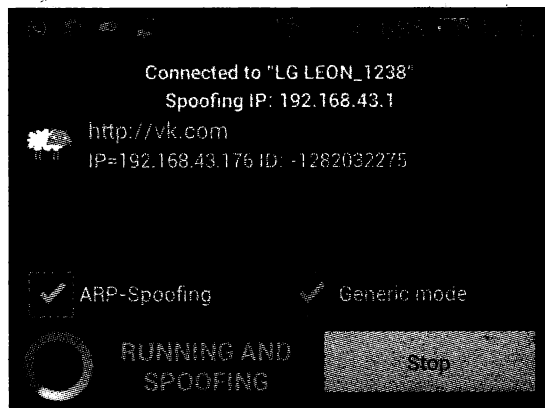 Connected to "LG LEON_1238"
Spoofing IP: 192.168.43.1
http://vk.com
IP=192.168.43.176 ID: -1282032275
ARP-Spoofing
Generic mode
RUNNING AND
SPOOFING
Stop